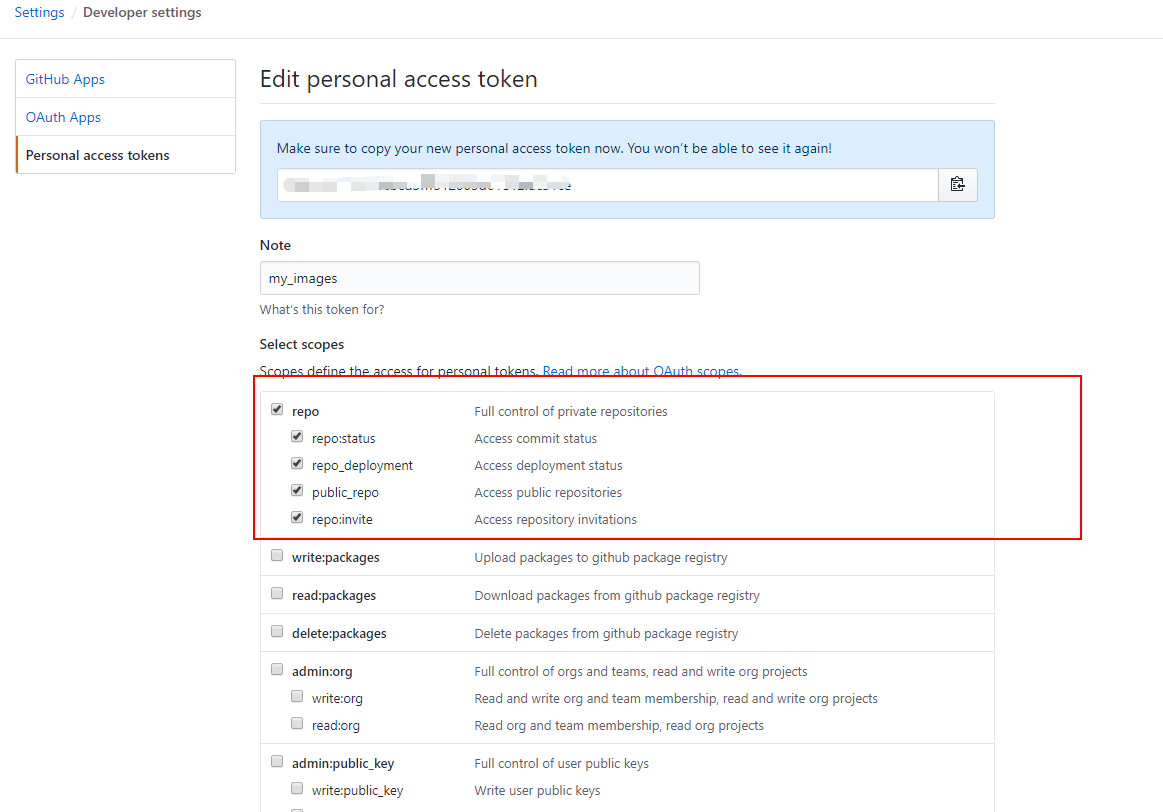 Settings / Developer settings
GitHub Apps
OAuth Apps
Personal access tokens
Edit personal access token
Make sure to copy your new personal access token now. You won't be able to see it again!
Note
my_images
What's this token for?
Select scopes
Scopes define the access for personal tokens. Read more about OAuth scopes.
repo Full control of private repositories
repo:status Access commit status
repo_deployment Access deployment status
public_repo Access public repositories
repo:invite Access repository invitations
write:packages Upload packages to github package registry
read:packages Download packages from github package registry
delete:packages Delete packages from github package registry
admin:org Full control of orgs and teams, read and write org projects
write:org Read and write org and team membership, read and write org projects
read:org Read org and team membership, read org projects
admin:public_key Full control of user public keys
write:public_key Write user public keys